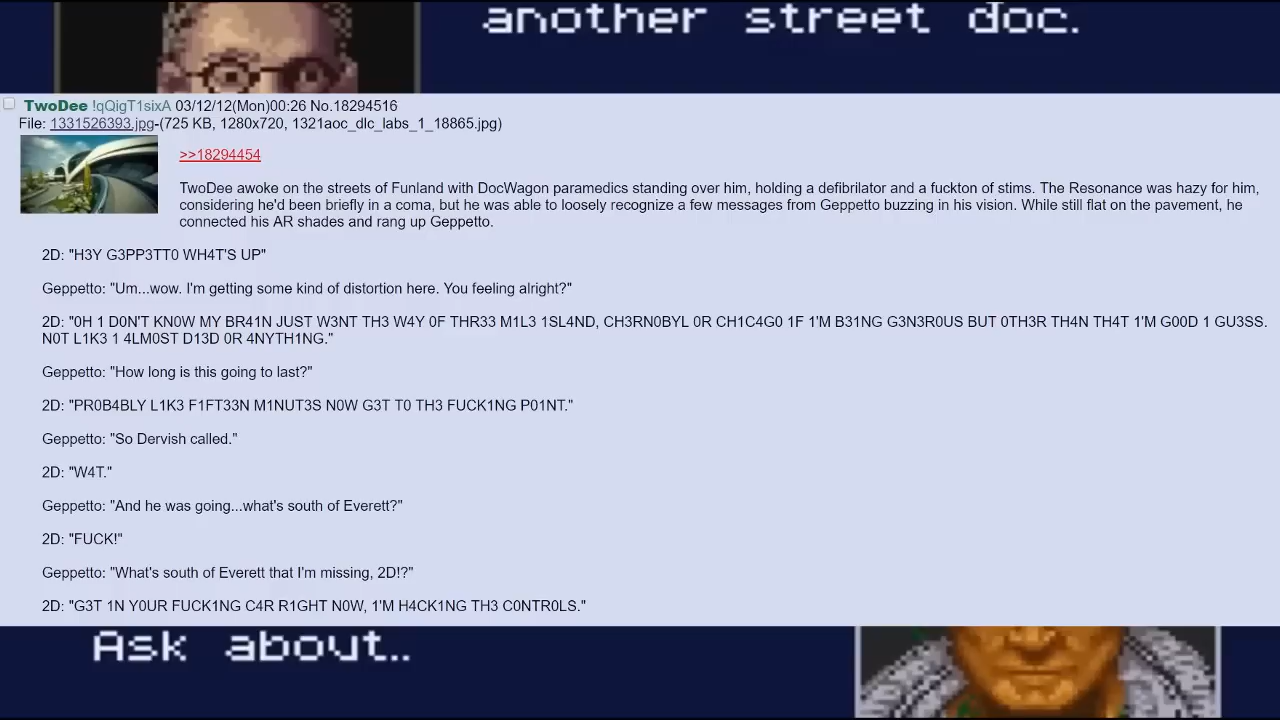 another street doc.
TwoDee !qQigT1sixA 03/12/12(Mon)00:26 No.18294516
File: 1331526393.jpg-(725 KB, 1280x720, 1321aoc_dlc_labs_1_18865.jpg)
>>18294454
TwoDee awoke on the streets of Funland with DocWagon paramedics standing over him, holding a defibrilator and a fuckton of stims. The Resonance was hazy for him,
considering he'd been briefly in a coma, but he was able to loosely recognize a few messages from Geppetto buzzing in his vision. While still flat on the pavement, he
connected his AR shades and rang up Geppetto.
2D: "H3Y G3PP3TT0 WH4T'S UP"
Geppetto: "Um...wow. I'm getting some kind of distortion here. You feeling alright?"
2D: "0H 1 D0N'T KN0W MY BR41N JUST W3NT TH3 W4Y 0F THR33 M1L3 1SL4ND, CH3RN0BYL 0R CH1C4G0 1F 1'M B31NG G3N3R0US BUT 0TH3R TH4N TH4T 1'M G00D 1 GU3SS.
N0T L1K3 1 4LM0ST D13D 0R 4NYTH1NG."
Geppetto: "How long is this going to last?"
2D: "PR0B4BLY L1K3 F1FT33N M1NUT3S N0W G3T T0 TH3 FUCK1NG P01NT."
Geppetto: "So Dervish called."
2D: "W4T."
Geppetto: "And he was going...what's south of Everett?"
2D: "FUCK!"
Geppetto: "What's south of Everett that I'm missing, 2D!?"
2D: "G3T 1N Y0UR FUCK1NG C4R R1GHT N0W, 1'M H4CK1NG TH3 C0NTR0LS."
Ask about..